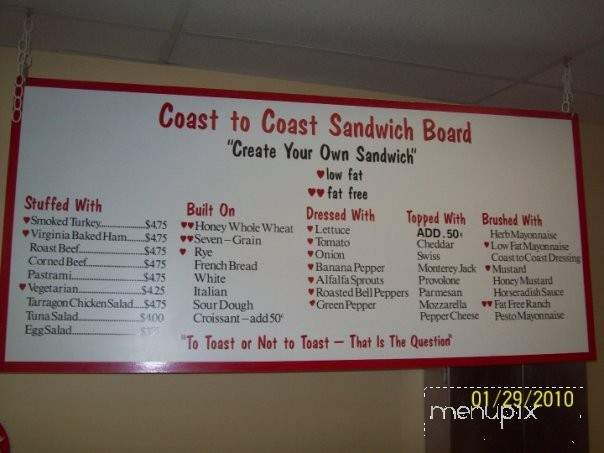 Coast to Coast Sandwich Board
"Create Your Own Sandwich"
♥low fat
♥♥fat free
Stuffed With
♥Smoked Turkey $4.75
♥Virginia Baked Ham $4.75
Roast Beef $4.75
Corned Beef $4.75
Pastrami $4.75
♥Vegetarian $4.25
Tarragon Chicken Salad $4.75
Tuna Salad $4.00
Egg Salad
Built On
♥♥Honey Whole Wheat
♥♥Seven-Grain
♥ Rye
French Bread
White
Italian
Sour Dough
Croissant-add 50¢
Dressed With
♥Lettuce
♥Tomato
♥Onion
♥Banana Pepper
♥Alfalfa Sprouts
♥Roasted Bell Peppers
♥Green Pepper
Topped With
ADD .50¢
Cheddar
Swiss
Monterey Jack
Provolone
Parmesan
Mozzarella
Pepper Cheese
Brushed With
Herb Mayonnaise
♥Low Fat Mayonnaise
Coast to Coast Dressing
♥Mustard
Honey Mustard
Horseradish Sauce
♥♥Fat Free Ranch
Pesto Mayonnaise
"To Toast or Not to Toast - That Is The Question"
01/29/2010
menupix